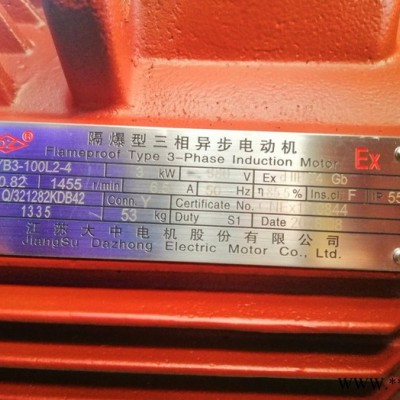 隔爆型三相异步电动机
Flameproof Type 3-Phase Induction Motor Ex
YB3-100L2-4 3 kW V Ex Gb
0.82 1455 r/min A 50Hz Ins.cl. F IP 55
Q/321282KDB42 Conn. Y Certificate No.
1335 53 kg Duty S1 Date
江苏大中电机股份有限公司
JiangSu Dazhong Electric Motor Co., Ltd.
www.